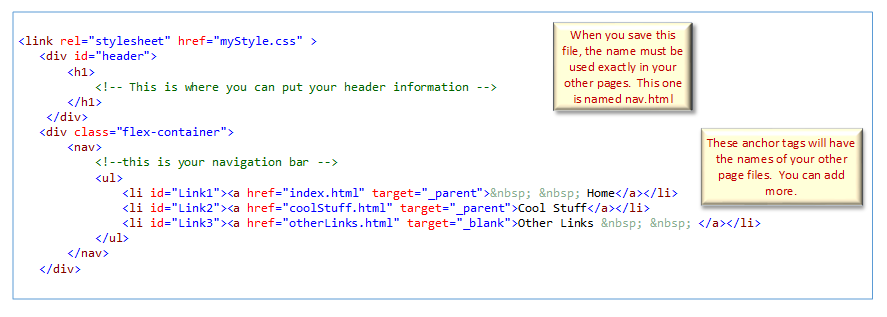 <link rel="stylesheet" href="myStyle.css" >
<div id="header">
<h1>
<!-- This is where you can put your header information -->
</h1>
</div>
<div class="flex-container">
<nav>
<!--this is your navigation bar -->
<ul>
<li id="Link1"><a href="index.html" target="_parent">&nbsp; &nbsp; Home</a></li>
<li id="Link2"><a href="coolStuff.html" target="_parent">Cool Stuff</a></li>
<li id="Link3"><a href="otherLinks.html" target="_blank">Other Links &nbsp; &nbsp; </a></li>
</ul>
</nav>
</div>
When you save this
file, the name must be
used exactly in your
other pages. This one
is named nav.html
These anchor tags will have
the names of your other
page files. You can add
more.